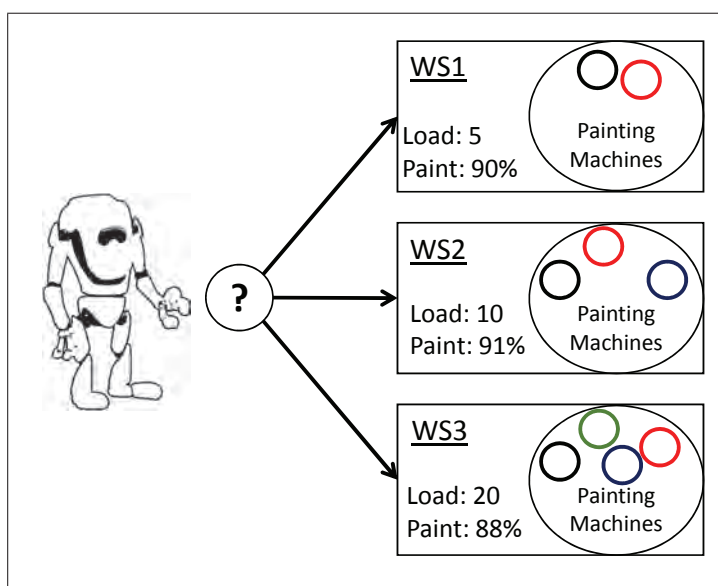 WS1
Load: 5
Paint: 90%
Painting
Machines
?
WS2
Load: 10
Paint: 91%
Painting
Machines
WS3
Load: 20
Paint: 88%
Painting
Machines